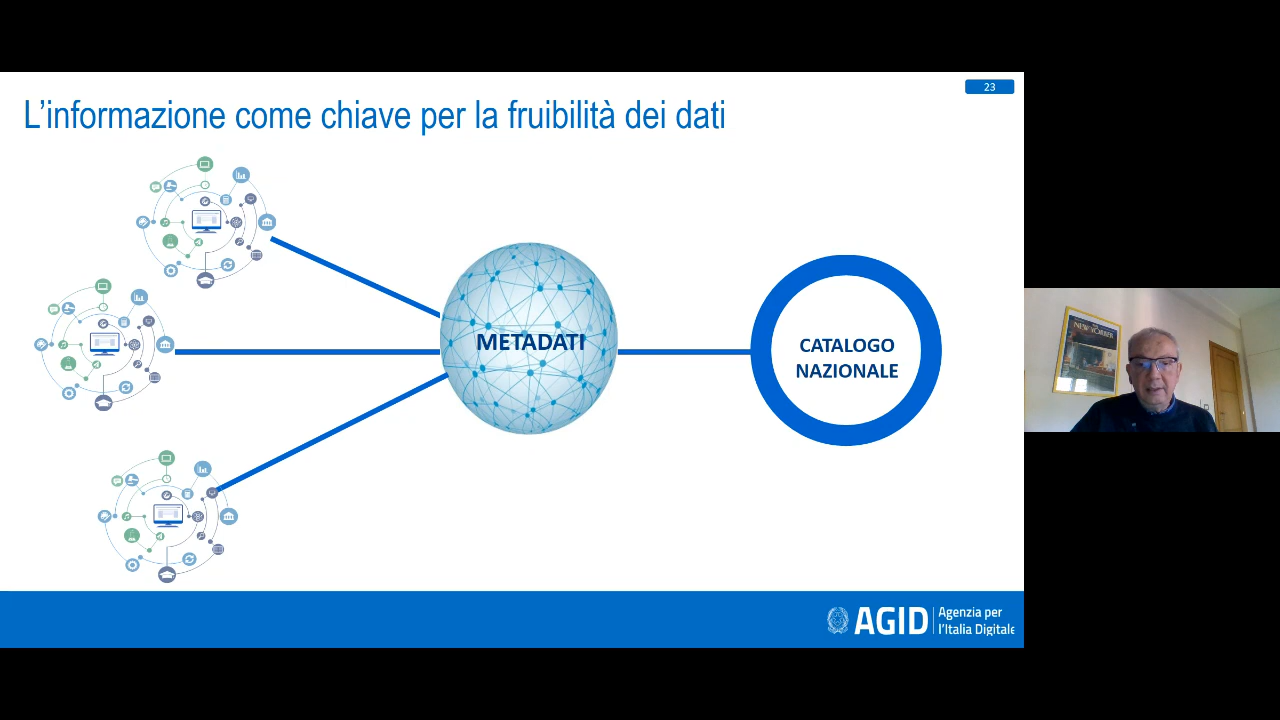 23
L'informazione come chiave per la fruibilità dei dati
METADATI
CATALOGO
NAZIONALE
NEW YORKER
AGID
Agenzia per
l'Italia Digitale